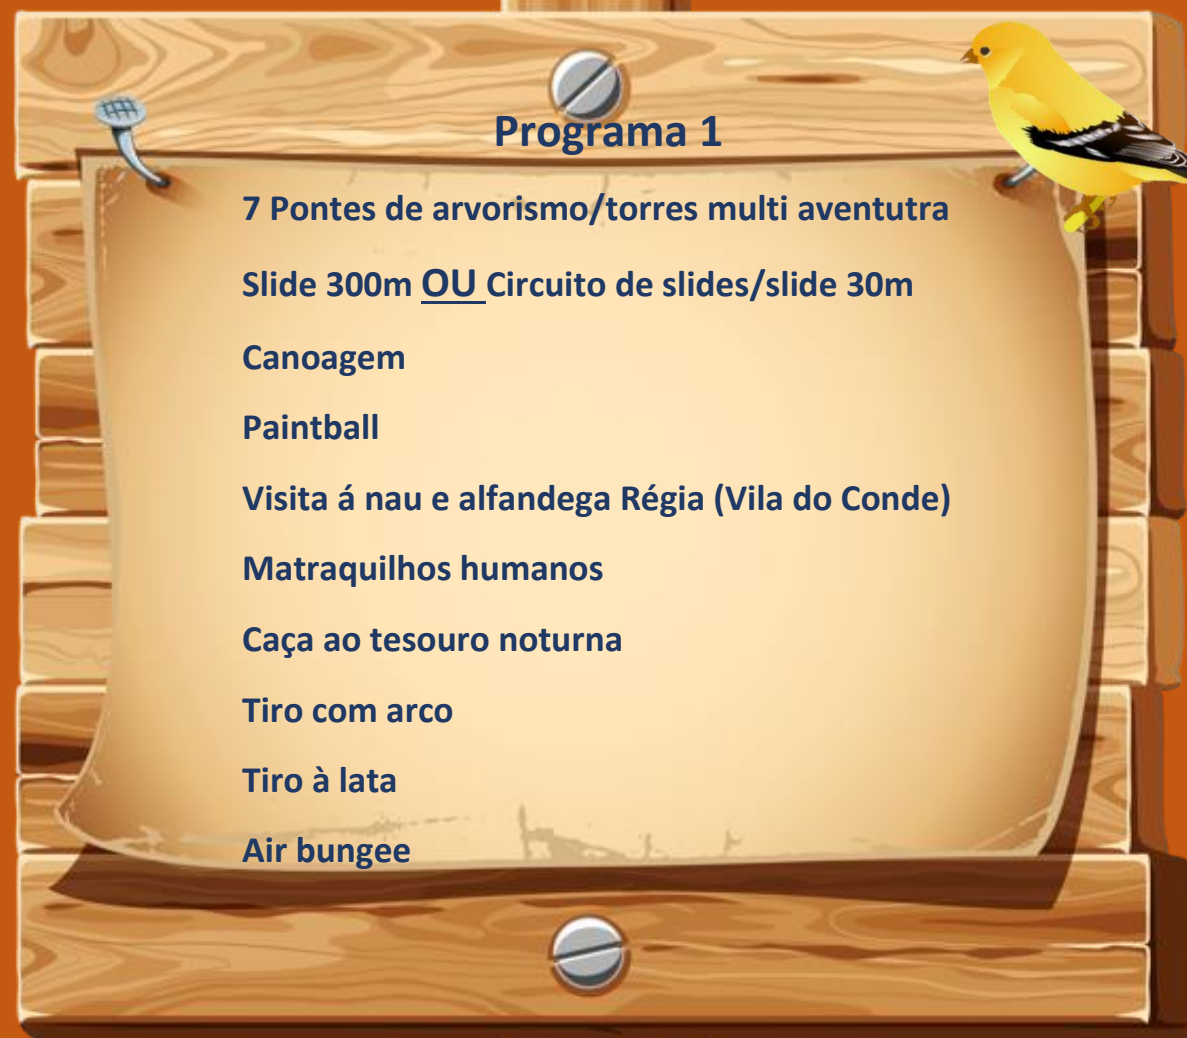 Programa 1
7 Pontes de arvorismo/torres multi aventutra
Slide 300m OU Circuito de slides/slide 30m
Canoagem
Paintball
Visita á nau e alfandega Régia (Vila do Conde)
Matraquilhos humanos
Caça ao tesouro noturna
Tiro com arco
Tiro à lata
Air bungee